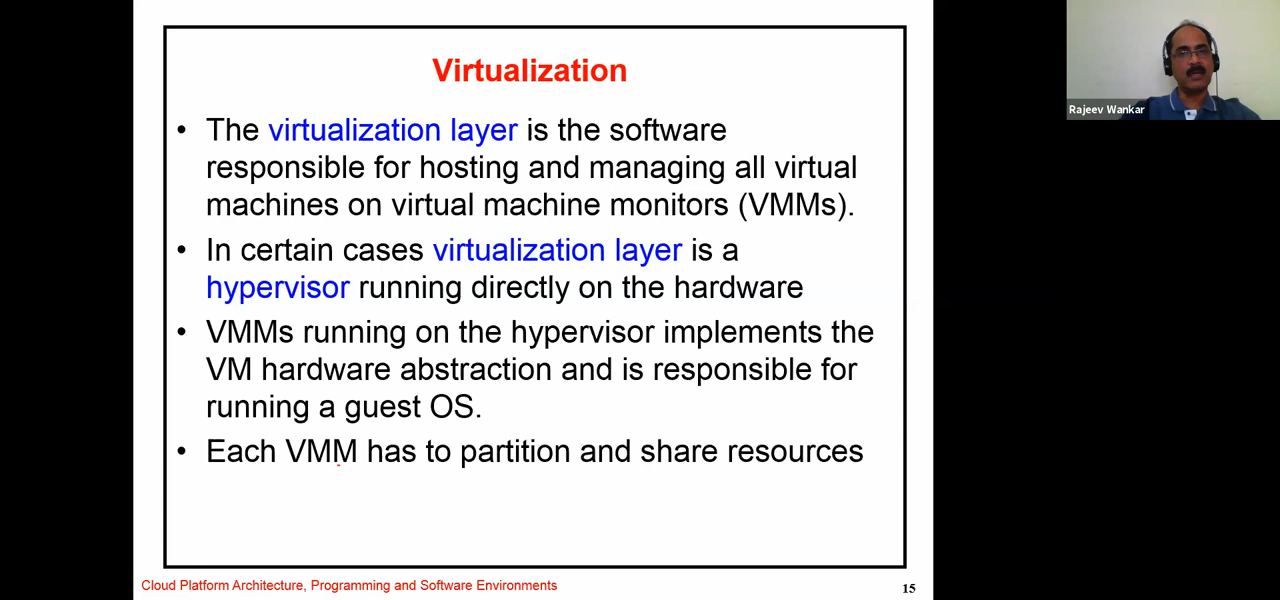 Virtualization
• The virtualization layer is the software
responsible for hosting and managing all virtual
machines on virtual machine monitors (VMMs).
• In certain cases virtualization layer is a
hypervisor running directly on the hardware
• VMMs running on the hypervisor implements the
VM hardware abstraction and is responsible for
running a guest OS.
• Each VMM has to partition and share resources
Cloud Platform Architecture, Programming and Software Environments
15
Rajeev Wankar